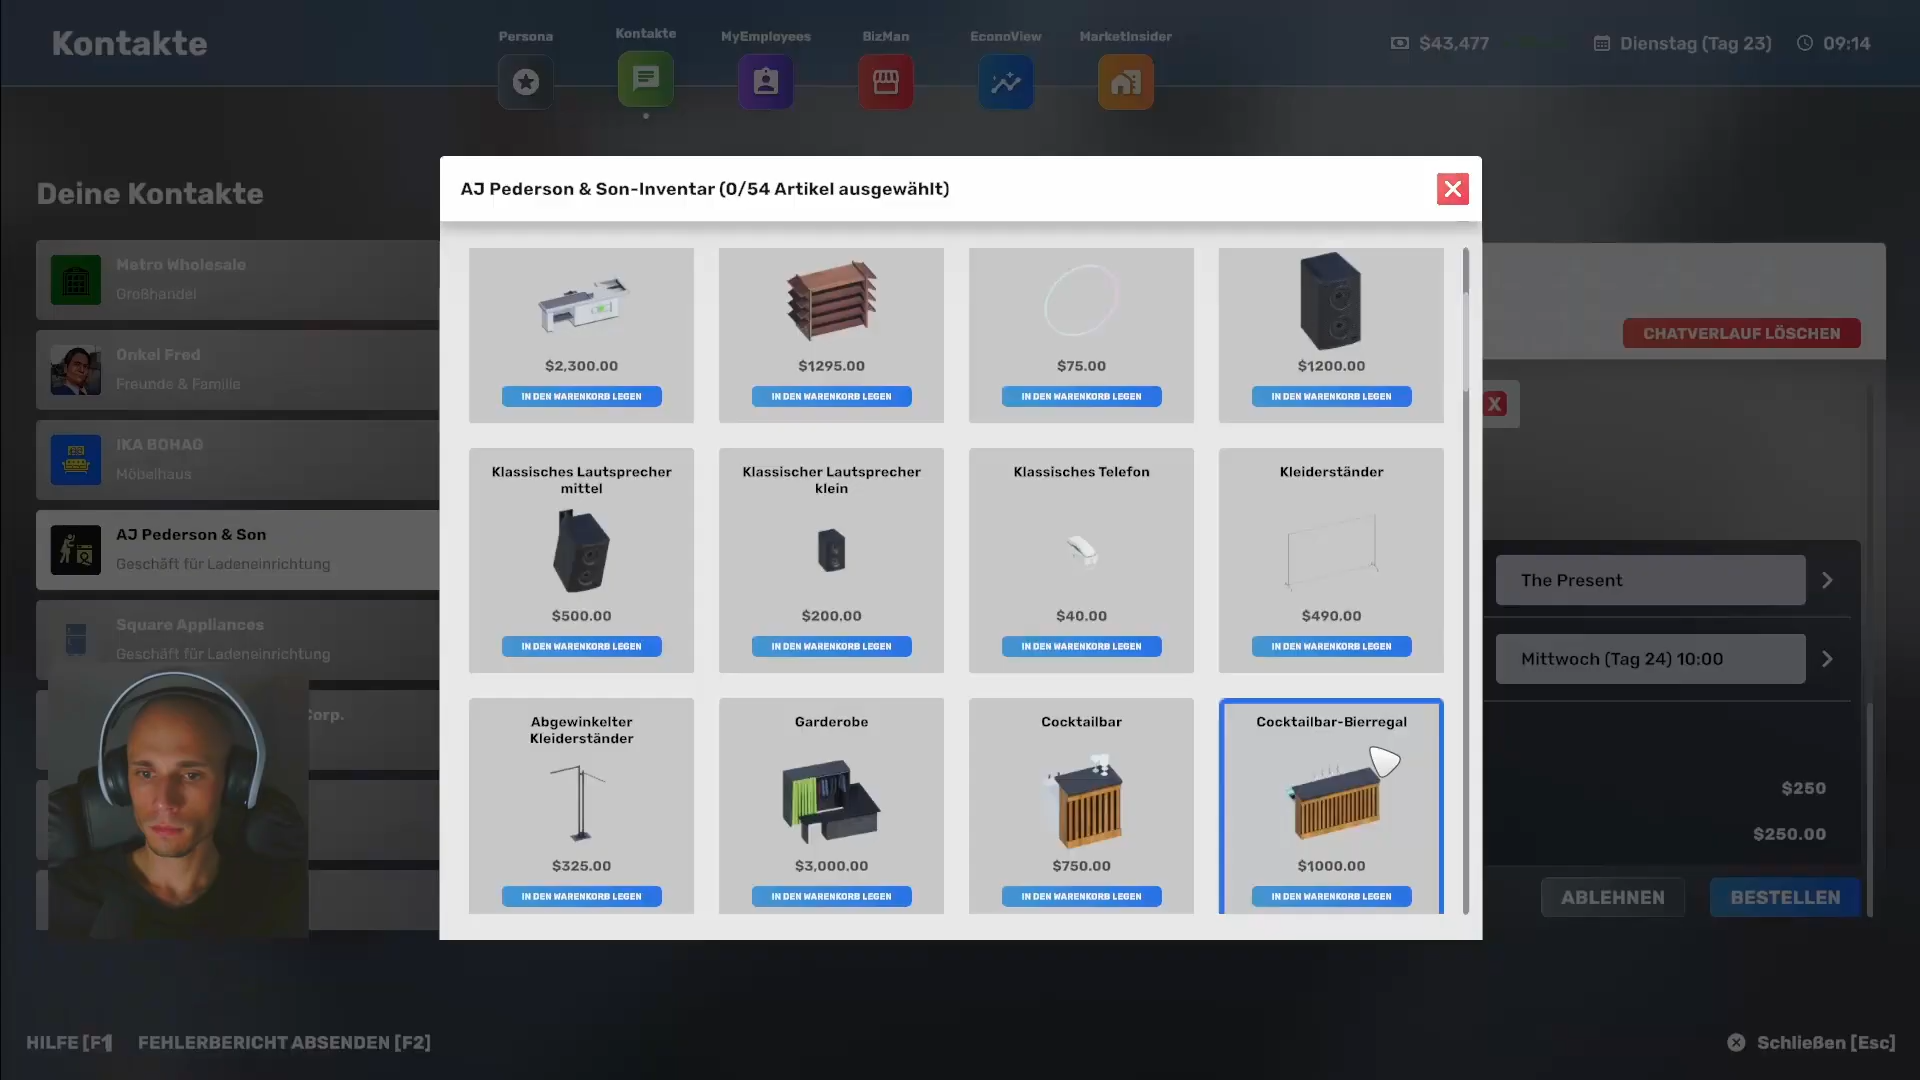 Kontakte
Persona
Kontakte
MyEmployees
BizMan
EconoView
MarketInsider
$43,477
Dienstag (Tag 23)
09:14
Deine Kontakte
Metro Wholesale
Großhandel
Onkel Fred
Freunde & Familie
IKA BOHAG
Möbelhaus
AJ Pederson & Son
Geschäft für Ladeneinrichtung
Square Appliances
Geschäft für Ladeneinrichtung
Corp.
AJ Pederson & Son-Inventar (0/54 Artikel ausgewählt)
$2,300.00
IN DEN WARENKORB LEGEN
$1295.00
IN DEN WARENKORB LEGEN
$75.00
IN DEN WARENKORB LEGEN
$1200.00
IN DEN WARENKORB LEGEN
Klassisches Lautsprecher
mittel
$500.00
IN DEN WARENKORB LEGEN
Klassischer Lautsprecher
klein
$200.00
IN DEN WARENKORB LEGEN
Klassisches Telefon
$40.00
IN DEN WARENKORB LEGEN
Kleiderständer
$490.00
IN DEN WARENKORB LEGEN
Abgewinkelter
Kleiderständer
$325.00
IN DEN WARENKORB LEGEN
Garderobe
$3,000.00
IN DEN WARENKORB LEGEN
Cocktailbar
$750.00
IN DEN WARENKORB LEGEN
Cocktailbar-Bierregal
$1000.00
IN DEN WARENKORB LEGEN
CHATVERLAUF LÖSCHEN
X
The Present
Mittwoch (Tag 24) 10:00
$250
$250.00
ABLEHNEN
BESTELLEN
HILFE [F1]
FEHLERBERICHT ABSENDEN [F2]
Schließen [Esc]